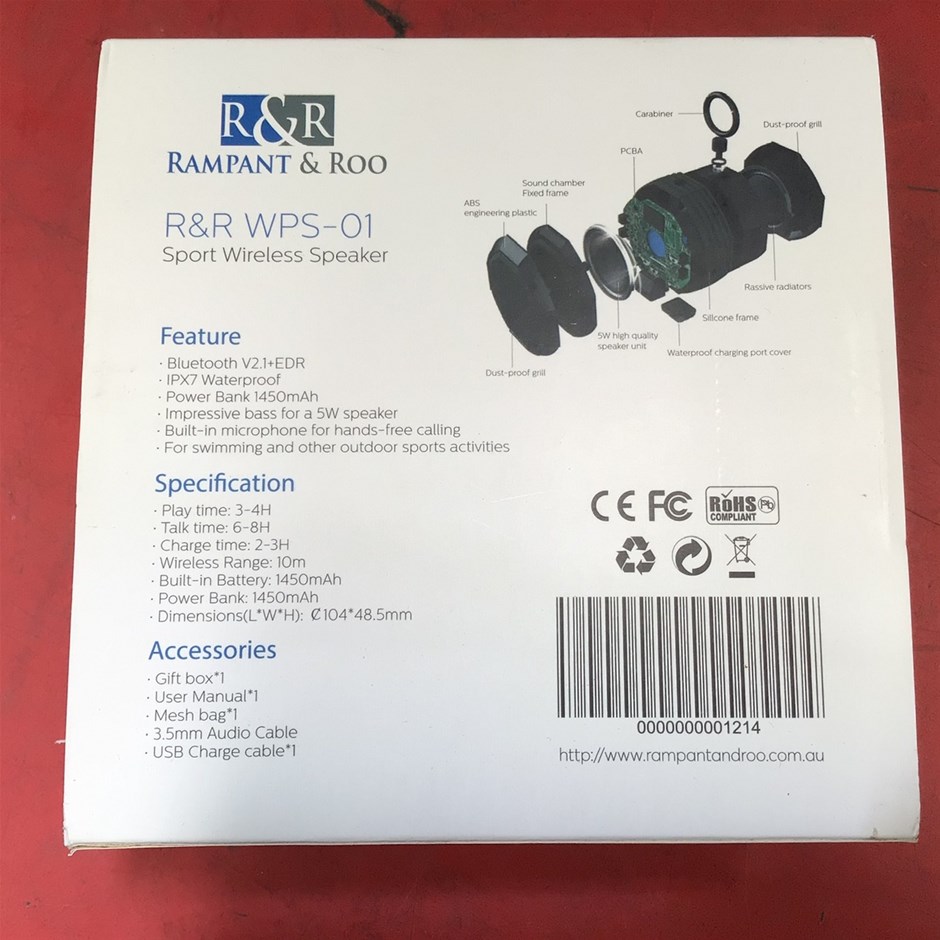 R&R
RAMPANT & ROO
R&R WPS-01
Sport Wireless Speaker
Carabiner
Dust-proof grill
PCBA
Sound chamber
Fixed frame
ABS
engineering plastic
Rassive radiators
Sillcone frame
5W high quality
speaker unit
Waterproof charging port cover
Dust-proof grill
Feature
· Bluetooth V2.1+EDR
· IPX7 Waterproof
· Power Bank 1450mAh
· Impressive bass for a 5W speaker
· Built-in microphone for hands-free calling
· For swimming and other outdoor sports activities
Specification
· Play time: 3-4H
· Talk time: 6-8H
· Charge time: 2-3H
· Wireless Range: 10m
· Built-in Battery: 1450mAh
· Power Bank: 1450mAh
· Dimensions(L*W*H): ₡104*48.5mm
Accessories
· Gift box*1
· User Manual*1
· Mesh bag*1
· 3.5mm Audio Cable
· USB Charge cable*1
CE FC RoHS Pb
COMPLIANT
0000000001214
http://www.rampantandroo.com.au